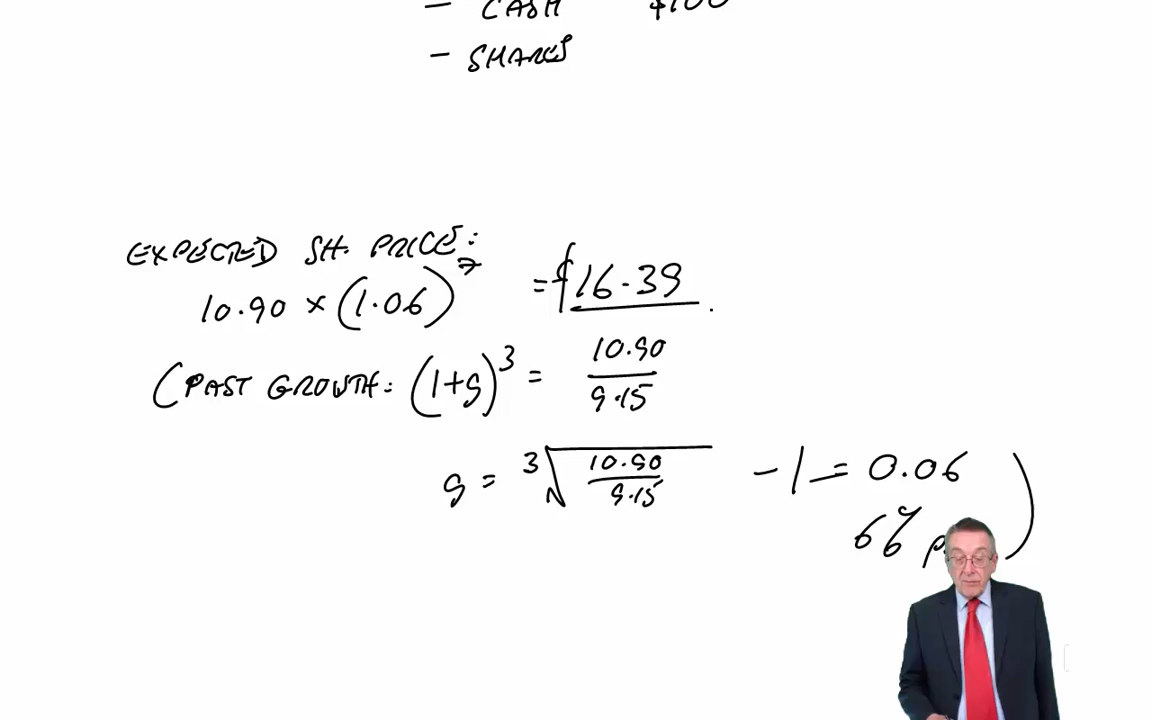 - CASH $100
- SHARES
EXPECTED SH. PRICE:
10.90 × (1.06)^7 = $16.39
(PAST GROWTH: (1+g)^3 = 10.90/9.15
g = ∛(10.90/9.15) - 1 = 0.06
6%